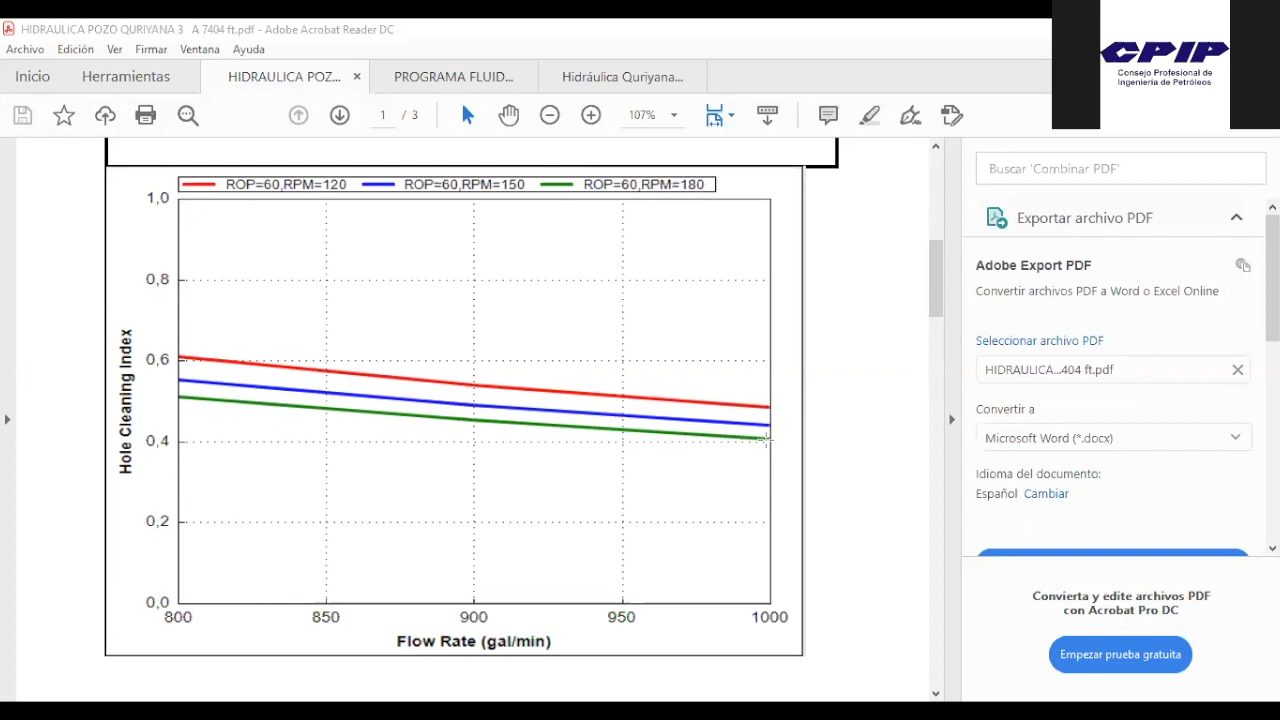 HIDRAULICA POZO QURIYANA 3 A 7404 ft.pdf - Adobe Acrobat Reader DC
Archivo Edición Ver Firmar Ventana Ayuda
CPIP
Consejo Profesional de
Ingeniería de Petróleos
Inicio Herramientas HIDRAULICA POZ... × PROGRAMA FLUID... Hidráulica Quriyana...
1 / 3 107%
ROP=60,RPM=120 ROP=60,RPM=150 ROP=60,RPM=180
1,0
0,8
0,6
0,4
0,2
0,0
Hole Cleaning Index
800 850 900 950 1000
Flow Rate (gal/min)
Buscar 'Combinar PDF'
Exportar archivo PDF
Adobe Export PDF
Convertir archivos PDF a Word o Excel Online
Seleccionar archivo PDF
HIDRAULICA...404 ft.pdf
Convertir a
Microsoft Word (*.docx)
Idioma del documento:
Español Cambiar
Convierta y edite archivos PDF
con Acrobat Pro DC
Empezar prueba gratuita